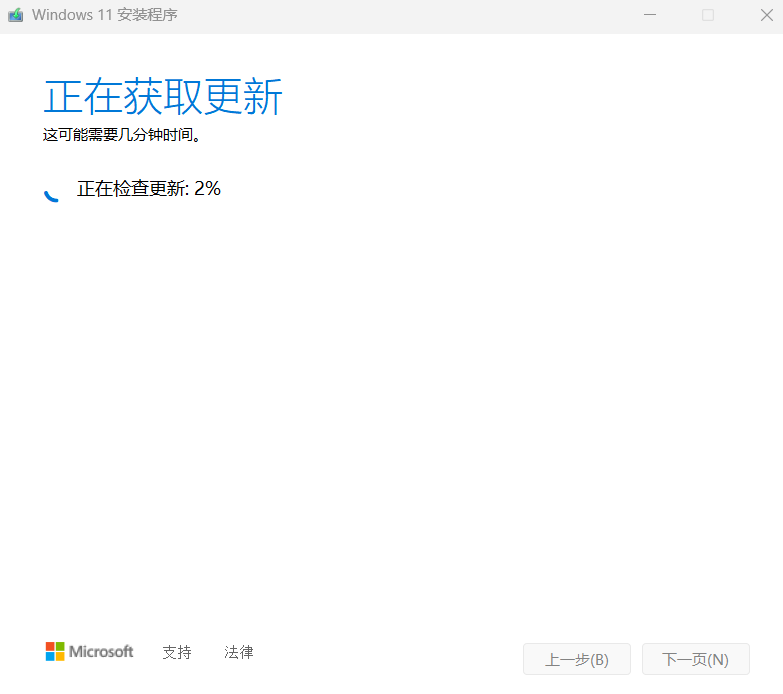 Windows 11 安装程序
正在获取更新
这可能需要几分钟时间。
正在检查更新: 2%
Microsoft 支持 法律 上一步(B) 下一页(N)